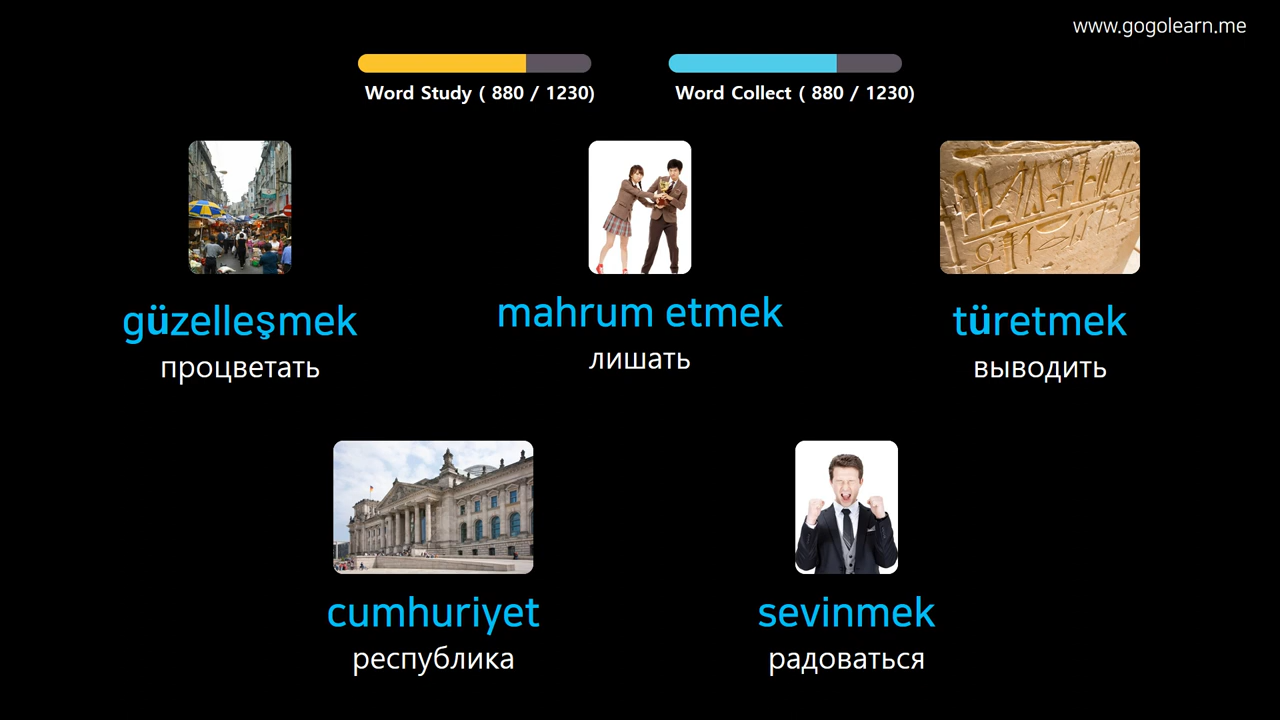 www.gogolearn.me
Word Study ( 880 / 1230)
Word Collect ( 880 / 1230)
güzelleşmek
процветать
mahrum etmek
лишать
türetmek
выводить
cumhuriyet
республика
sevinmek
радоваться